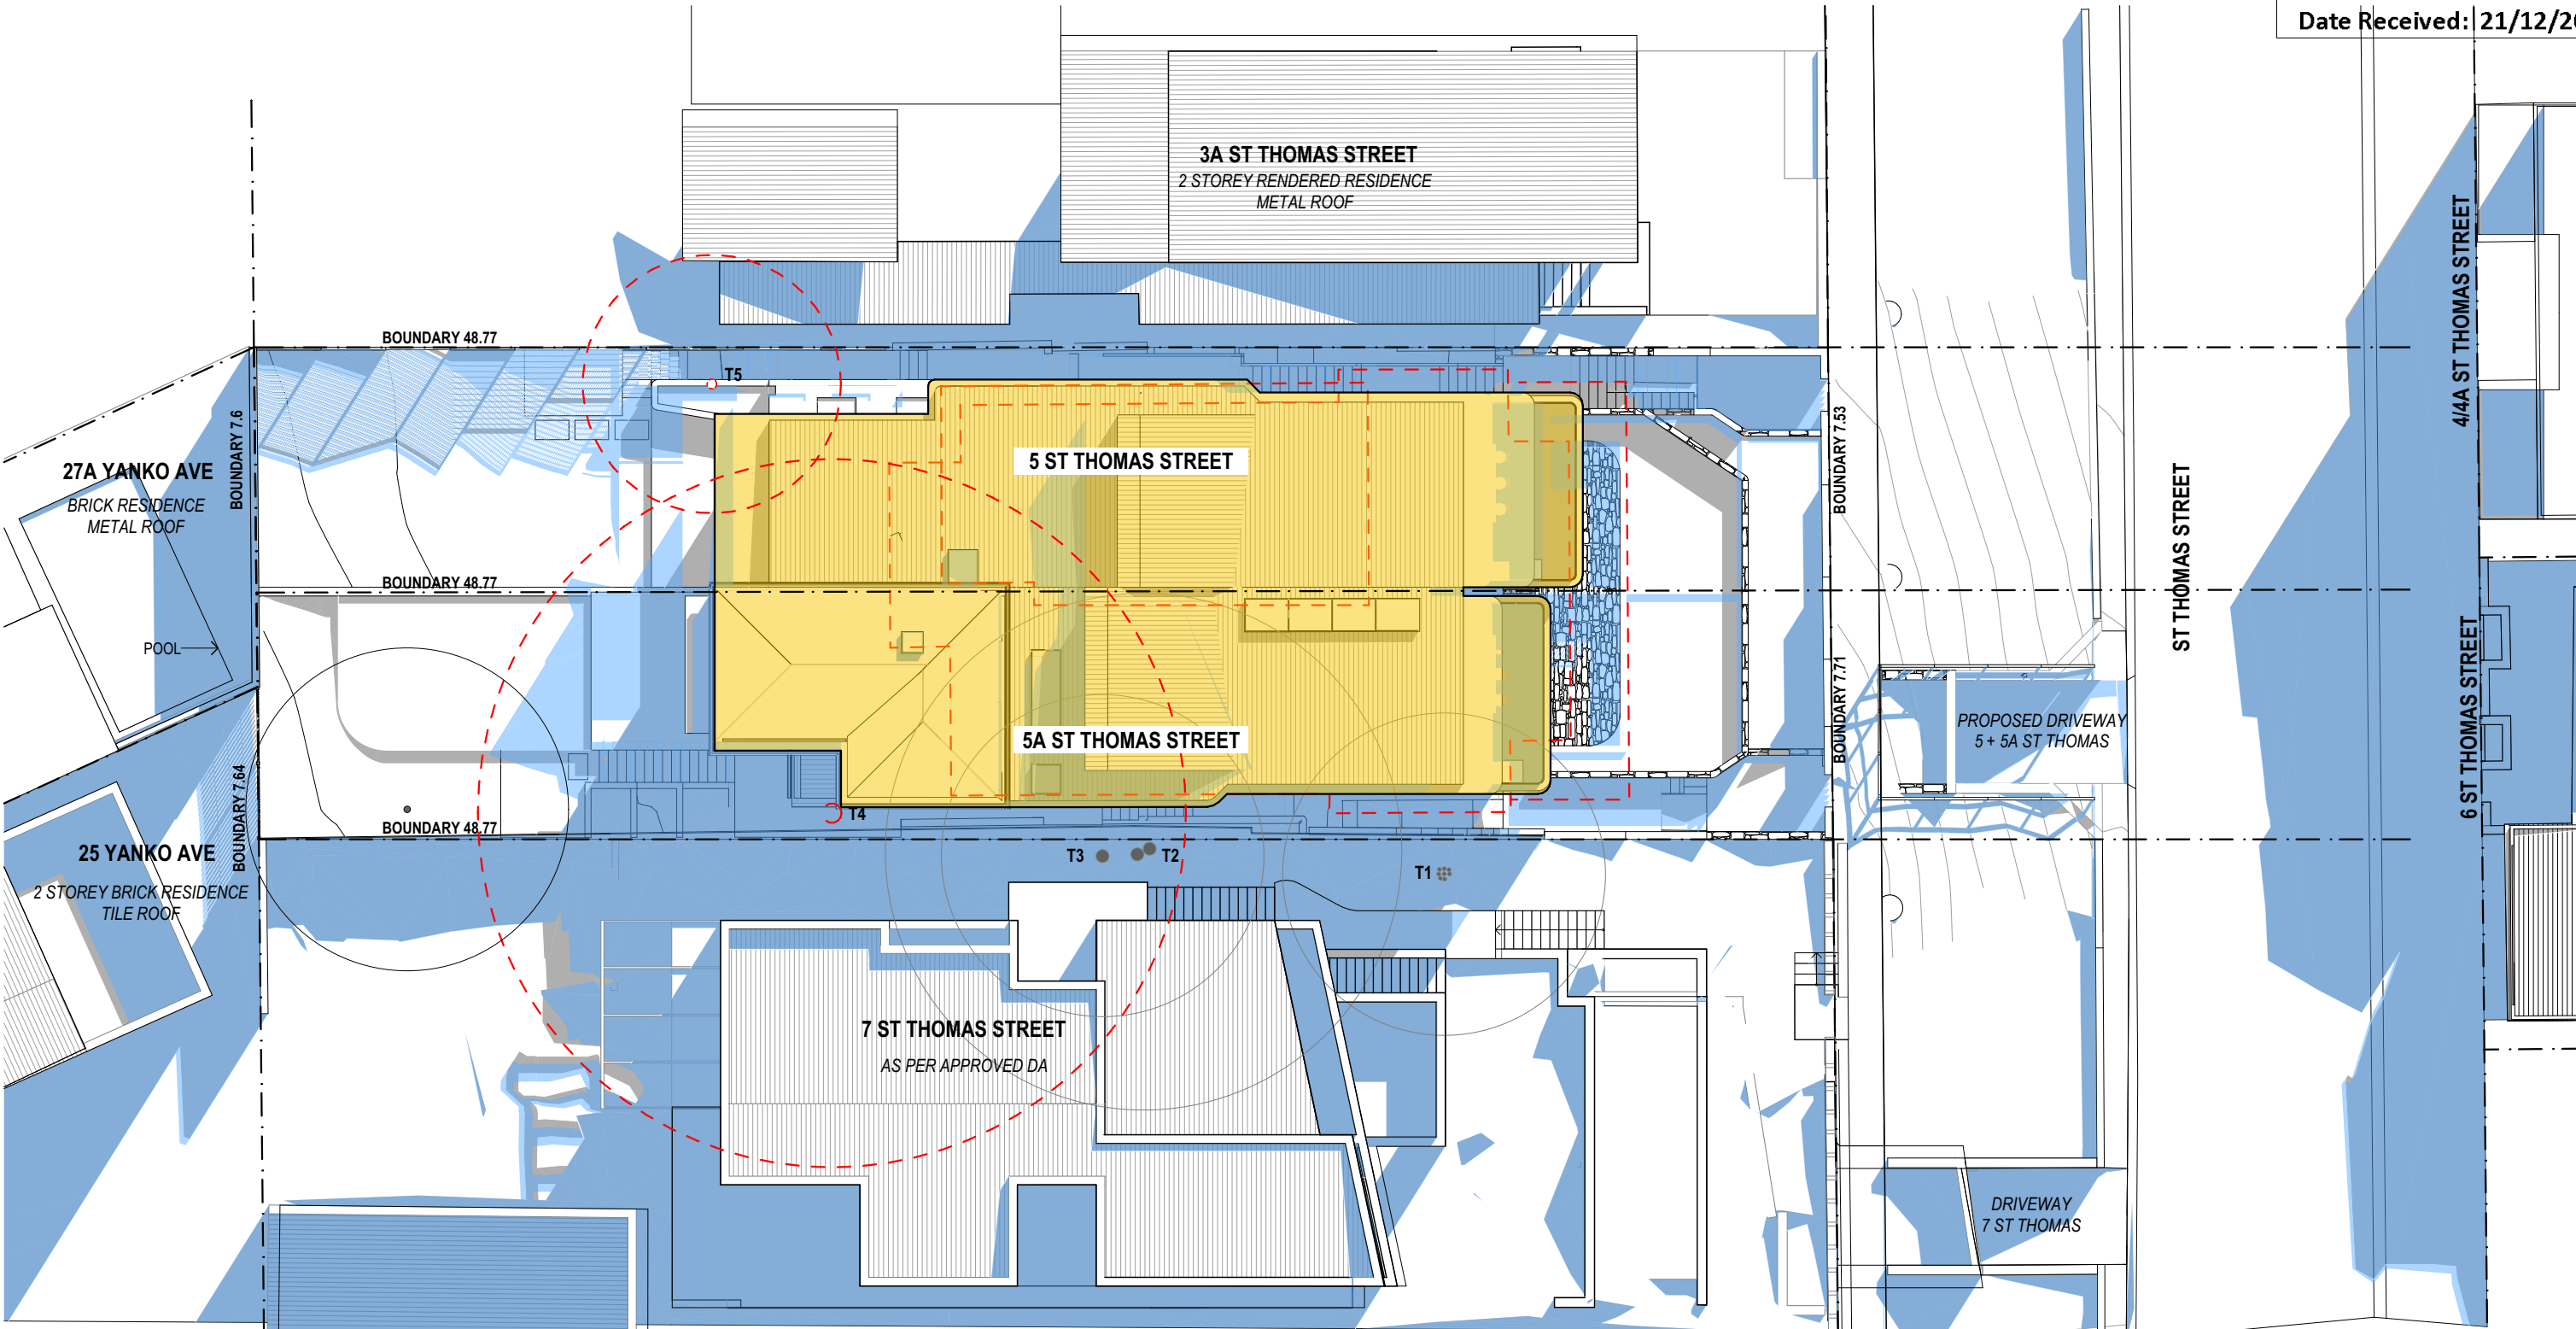 Date Received: 21/12/20
3A ST THOMAS STREET
2 STOREY RENDERED RESIDENCE
METAL ROOF
4/4A ST THOMAS STREET
BOUNDARY 48.77
T5
BOUNDARY 7.6
27A YANKO AVE
BRICK RESIDENCE
METAL ROOF
5 ST THOMAS STREET
BOUNDARY 7.53
ST THOMAS STREET
BOUNDARY 48.77
POOL
BOUNDARY 7.71
6 ST THOMAS STREET
PROPOSED DRIVEWAY
5 + 5A ST THOMAS
5A ST THOMAS STREET
BOUNDARY 7.64
T4
BOUNDARY 48.77
25 YANKO AVE
2 STOREY BRICK RESIDENCE
TILE ROOF
T3
T2
T1
7 ST THOMAS STREET
AS PER APPROVED DA
DRIVEWAY
7 ST THOMAS